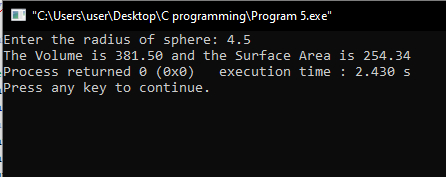 "C:\Users\user\Desktop\C programming\Program 5.exe"
Enter the radius of sphere: 4.5
The Volume is 381.50 and the Surface Area is 254.34
Process returned 0 (0x0)   execution time : 2.430 s
Press any key to continue.